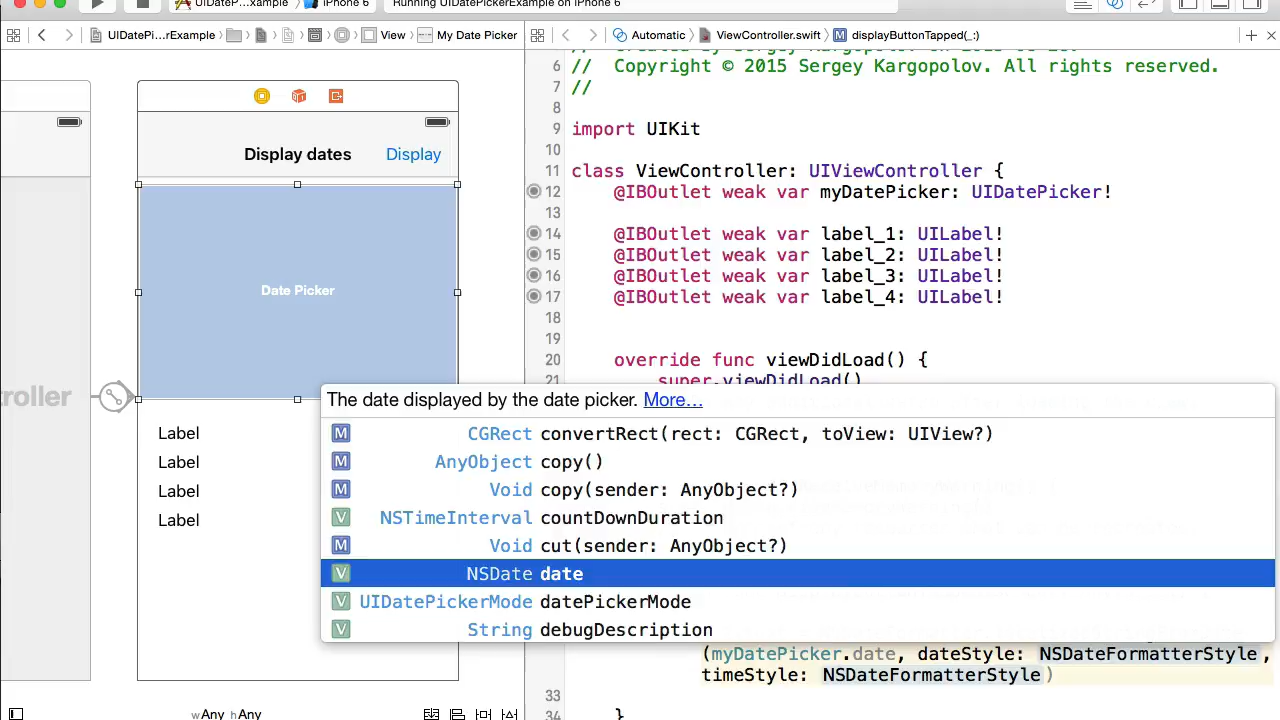 UIDateP...xample
iPhone 6
Running UIDatePickerExample on iPhone 6
UIDatePi...rExample
View
My Date Picker
Automatic
ViewController.swift
displayButtonTapped(_:)
Display dates
Display
Date Picker
roller
Label
Label
Label
Label
wAny hAny
6 //  Copyright © 2015 Sergey Kargopolov. All rights reserved.
7 //
8
9 import UIKit
10
11 class ViewController: UIViewController {
12 @IBOutlet weak var myDatePicker: UIDatePicker!
13
14 @IBOutlet weak var label_1: UILabel!
15 @IBOutlet weak var label_2: UILabel!
16 @IBOutlet weak var label_3: UILabel!
17 @IBOutlet weak var label_4: UILabel!
18
19
20 override func viewDidLoad() {
21 super.viewDidLoad()
The date displayed by the date picker. More...
M CGRect convertRect(rect: CGRect, toView: UIView?)
M AnyObject copy()
M Void copy(sender: AnyObject?)
V NSTimeInterval countDownDuration
M Void cut(sender: AnyObject?)
V NSDate date
V UIDatePickerMode datePickerMode
V String debugDescription
(myDatePicker.date, dateStyle: NSDateFormatterStyle,
timeStyle: NSDateFormatterStyle)
33
34 }